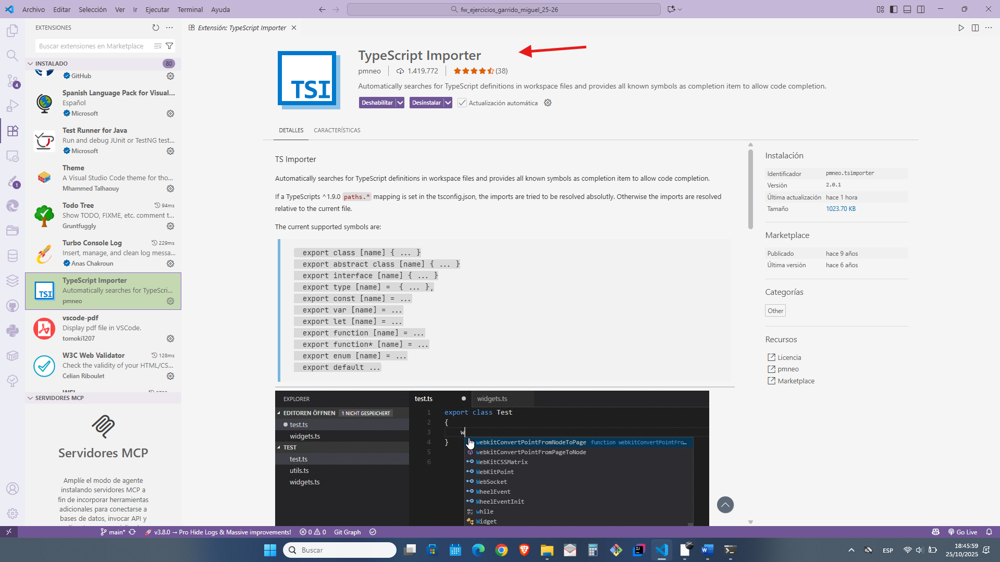 Archivo Editar Selección Ver Ir Ejecutar Terminal Ayuda
fw_ejercicios_garrido_miguel_25-26
EXTENSIONES
Buscar extensiones en Marketplace
INSTALADO 80
GitHub
Spanish Language Pack for Visual...
Español
Microsoft
Test Runner for Java
Run and debug JUnit or TestNG test...
Microsoft
Theme
A Visual Studio Code theme for tho...
Mhammed Talhaouy
Todo Tree 94ms
Show TODO, FIXME, etc. comment t...
Gruntfuggly
Turbo Console Log 229ms
Insert, manage, and clean log messa...
Anas Chakroun
TSI
TypeScript Importer
Automatically searches for TypeScri...
pmneo
vscode-pdf
Display pdf file in VSCode.
tomoki1207
W3C Web Validator 128ms
Check the validity of your HTML/CS...
Celian Riboulet
SERVIDORES MCP
Servidores MCP
Amplíe el modo de agente
instalando servidores MCP a
fin de incorporar herramientas
adicionales para conectarse a
bases de datos, invocar API y
4
1
Extensión: TypeScript Importer
TSI
TypeScript Importer
pmneo 1.419.772 (38)
Automatically searches for TypeScript definitions in workspace files and provides all known symbols as completion item to allow code completion.
Deshabilitar Desinstalar Actualización automática
DETALLES CARACTERÍSTICAS
TS Importer
Automatically searches for TypeScript definitions in workspace files and provides all known symbols as completion item to allow code completion.
If a TypeScripts ^1.9.0 paths.* mapping is set in the tsconfig.json, the imports are tried to be resolved absolutly. Otherwise the imports are resolved
relative to the current file.
The current supported symbols are:
export class [name] { ... }
export abstract class [name] { ... }
export interface [name] { ... }
export type [name] =  { ... },
export const [name] = ...
export var [name] = ...
export let [name] = ...
export function [name] = ...
export function* [name] = ...
export enum [name] = ...
export default ...
EXPLORER
EDITOREN ÖFFNEN 1 NICHT GESPEICHERT
test.ts
widgets.ts
TEST
test.ts
utils.ts
widgets.ts
test.ts widgets.ts
1 export class Test
2 {
3 w
4 }
5
6
webkitConvertPointFromNodeToPage function webkitConvertPointFro...
webkitConvertPointFromPageToNode
WebKitCSSMatrix
WebKitPoint
WebSocket
WheelEvent
WheelEventInit
while
Widget
Instalación
Identificador pmneo.tsimporter
Versión 2.0.1
Última actualización hace 1 hora
Tamaño 1023.70 KB
Marketplace
Publicado hace 9 años
Última versión hace 6 años
Categorías
Other
Recursos
Licencia
pmneo
Marketplace
main* v3.8.0 → Pro Hide Logs & Massive improvements! 0 0 Git Graph
Go Live
Buscar
ESP
18:45:59
25/10/2025